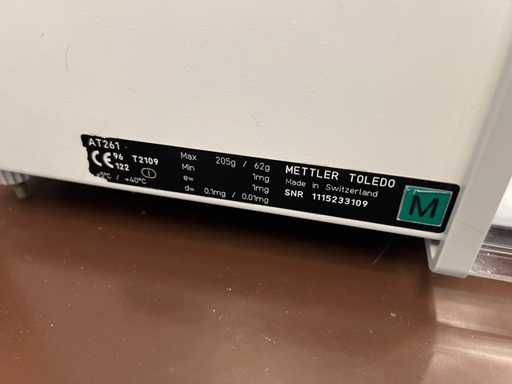 AT261
CE 96 T2109
122
+5°C / +40°C
Max 205g / 62g
Min 1mg
e= 1mg
d= 0.1mg / 0.01mg
METTLER TOLEDO
Made in Switzerland
SNR 1115233109
M